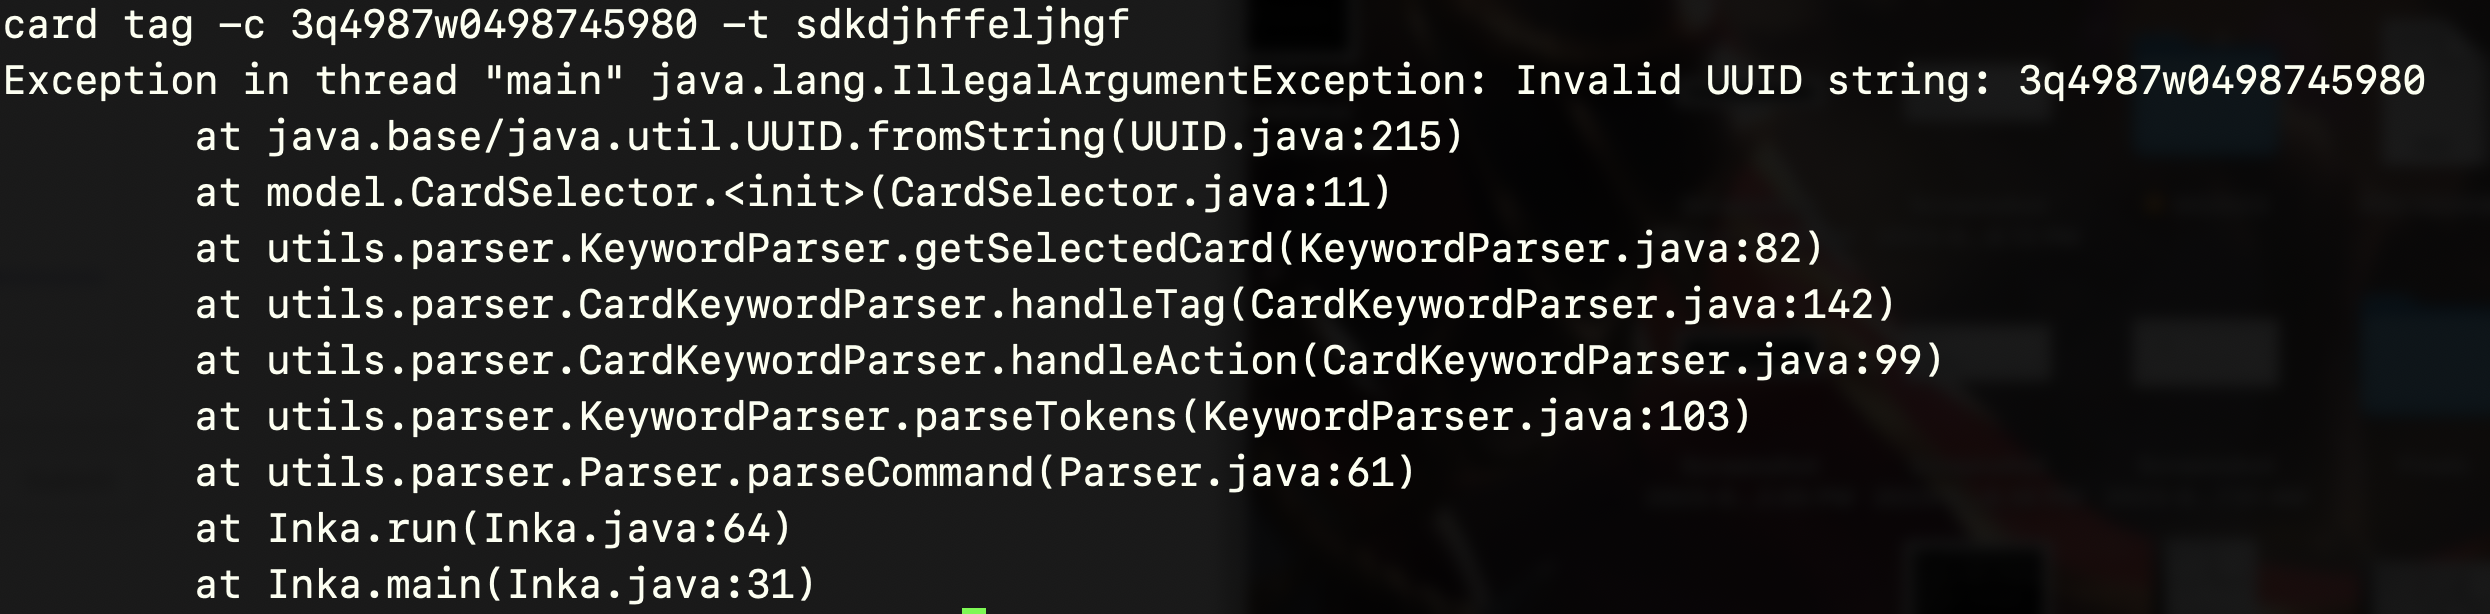 card tag -c 3q4987w0498745980 -t sdkdjhffeljhgf
Exception in thread "main" java.lang.IllegalArgumentException: Invalid UUID string: 3q4987w0498745980
at java.base/java.util.UUID.fromString(UUID.java:215)
at model.CardSelector.<init>(CardSelector.java:11)
at utils.parser.KeywordParser.getSelectedCard(KeywordParser.java:82)
at utils.parser.CardKeywordParser.handleTag(CardKeywordParser.java:142)
at utils.parser.CardKeywordParser.handleAction(CardKeywordParser.java:99)
at utils.parser.KeywordParser.parseTokens(KeywordParser.java:103)
at utils.parser.Parser.parseCommand(Parser.java:61)
at Inka.run(Inka.java:64)
at Inka.main(Inka.java:31)